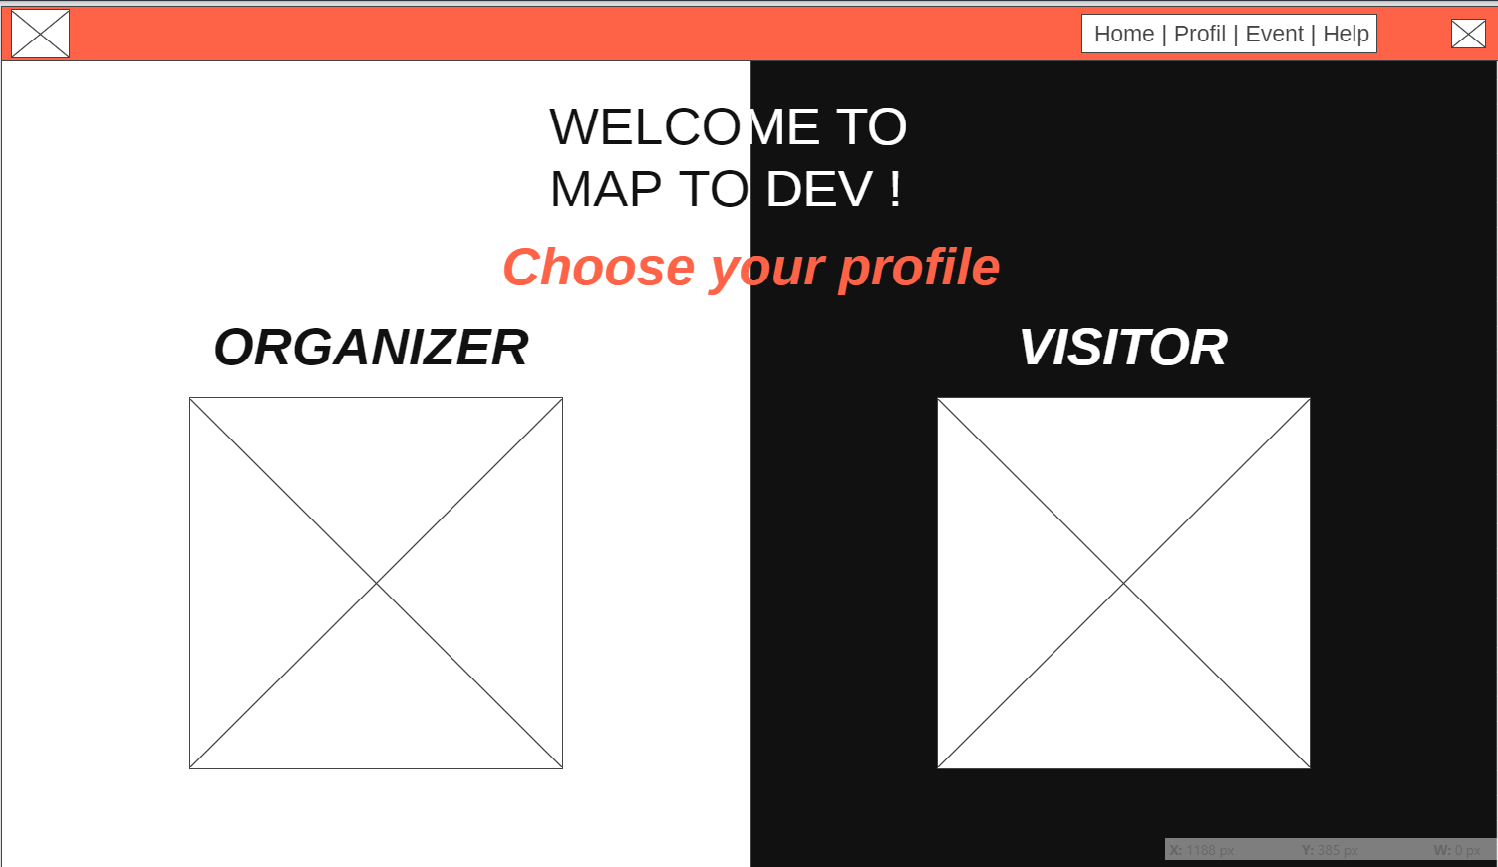 Home | Profil | Event | Help
WELCOME TO
MAP TO DEV !
Choose your profile
ORGANIZER
VISITOR
X: 1188 px Y: 385 px W: 0 px